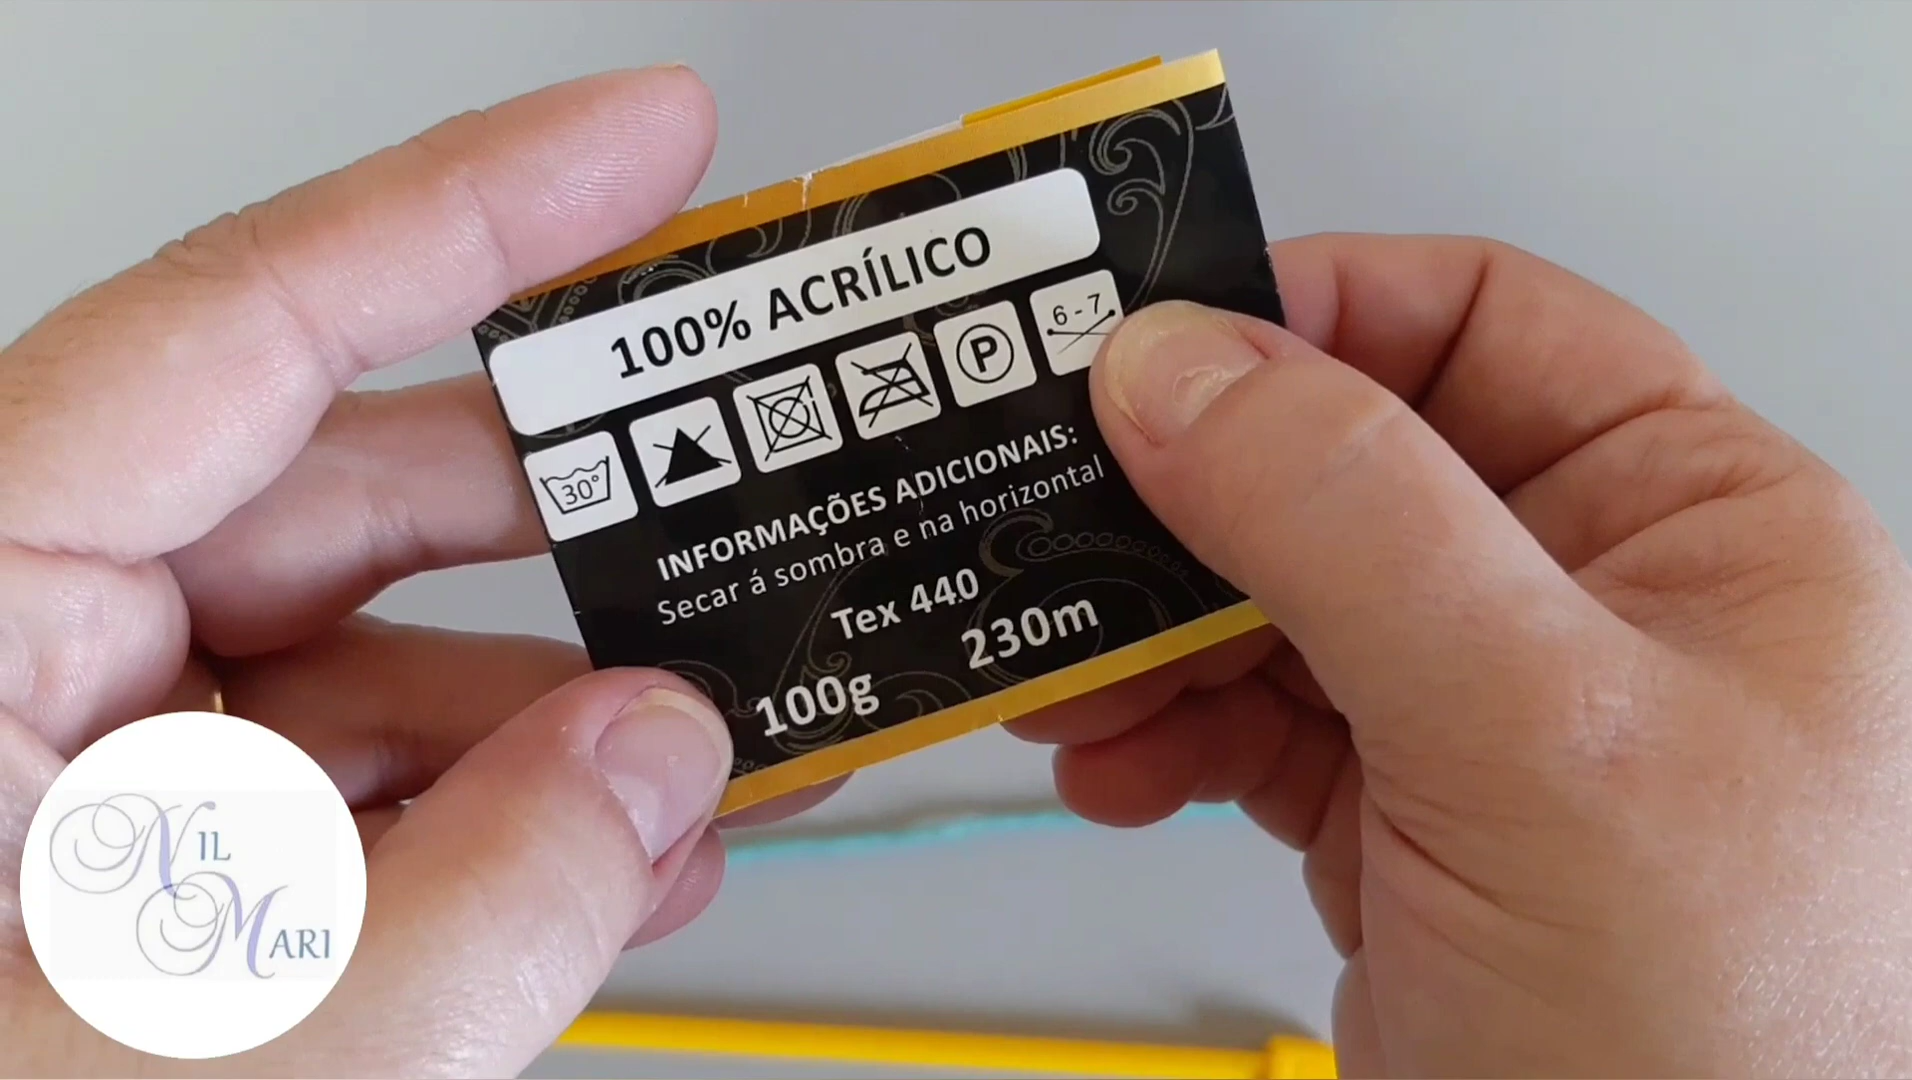 100% ACRÍLICO
30°
P
6 - 7
INFORMAÇÕES ADICIONAIS:
Secar á sombra e na horizontal
Tex 440
100g 230m
NIL
MARI